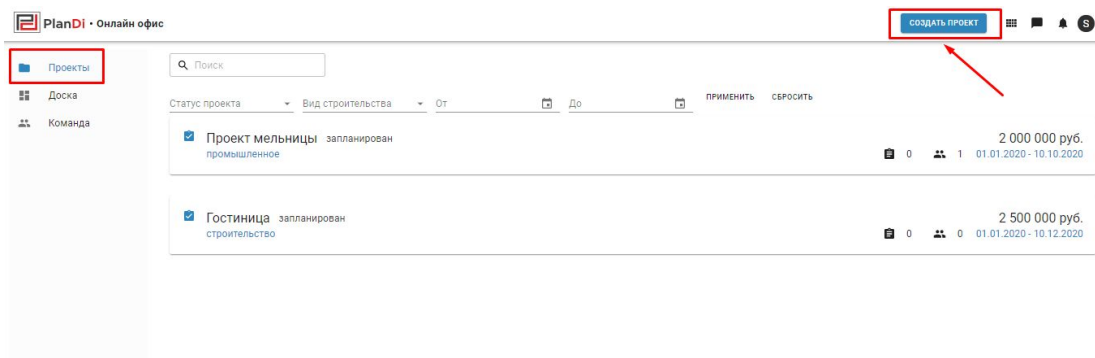 PlanDi • Онлайн офис
СОЗДАТЬ ПРОЕКТ
S
Проекты
Доска
Команда
Поиск
Статус проекта Вид строительства От До ПРИМЕНИТЬ СБРОСИТЬ
Проект мельницы запланирован 2 000 000 руб.
промышленное 0 1 01.01.2020 - 10.10.2020
Гостиница запланирован 2 500 000 руб.
строительство 0 0 01.01.2020 - 10.12.2020